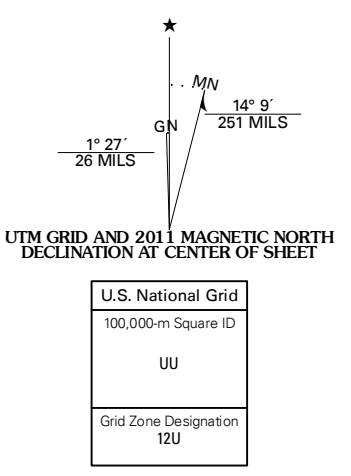 ★
MN
GN
14° 9´
251 MILS
1° 27´
26 MILS
UTM GRID AND 2011 MAGNETIC NORTH
DECLINATION AT CENTER OF SHEET
U.S. National Grid
100,000-m Square ID
UU
Grid Zone Designation
12U